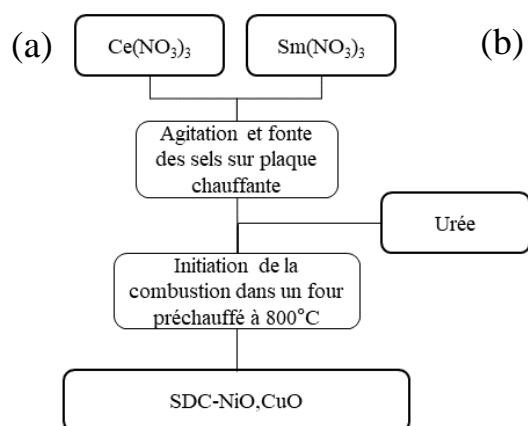 (a)
Ce(NO3)3
Sm(NO3)3
(b)
Agitation et fonte
des sels sur plaque
chauffante
Urée
Initiation de la
combustion dans un four
préchauffé à 800°C
SDC-NiO,CuO